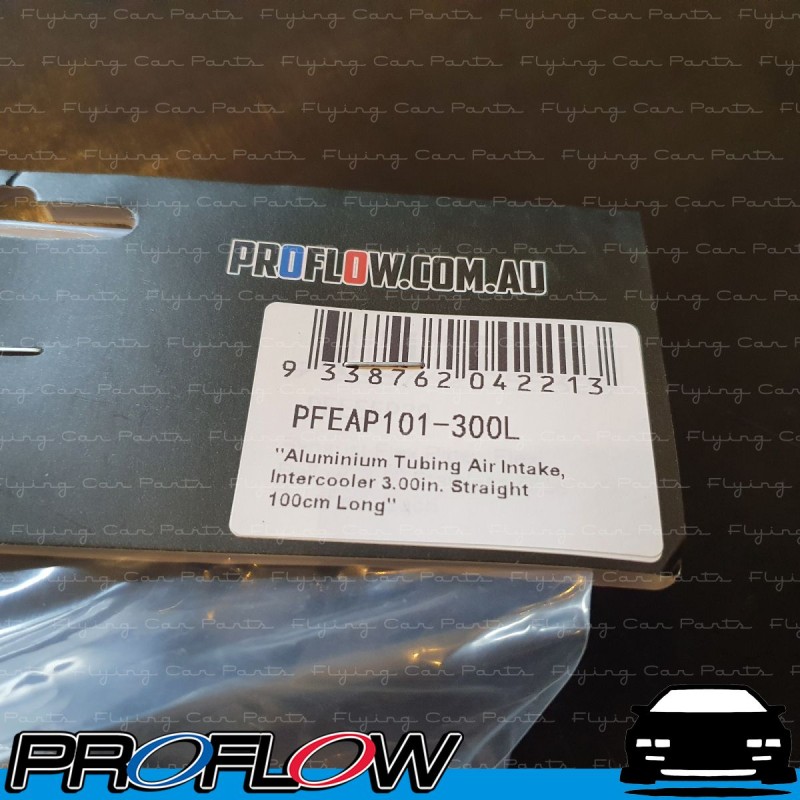 Flying Car Parts
PROFLOW.COM.AU
9 338762 042213
PFEAP101-300L
"Aluminium Tubing Air Intake,
Intercooler 3.00in. Straight
100cm Long"
PROFLOW